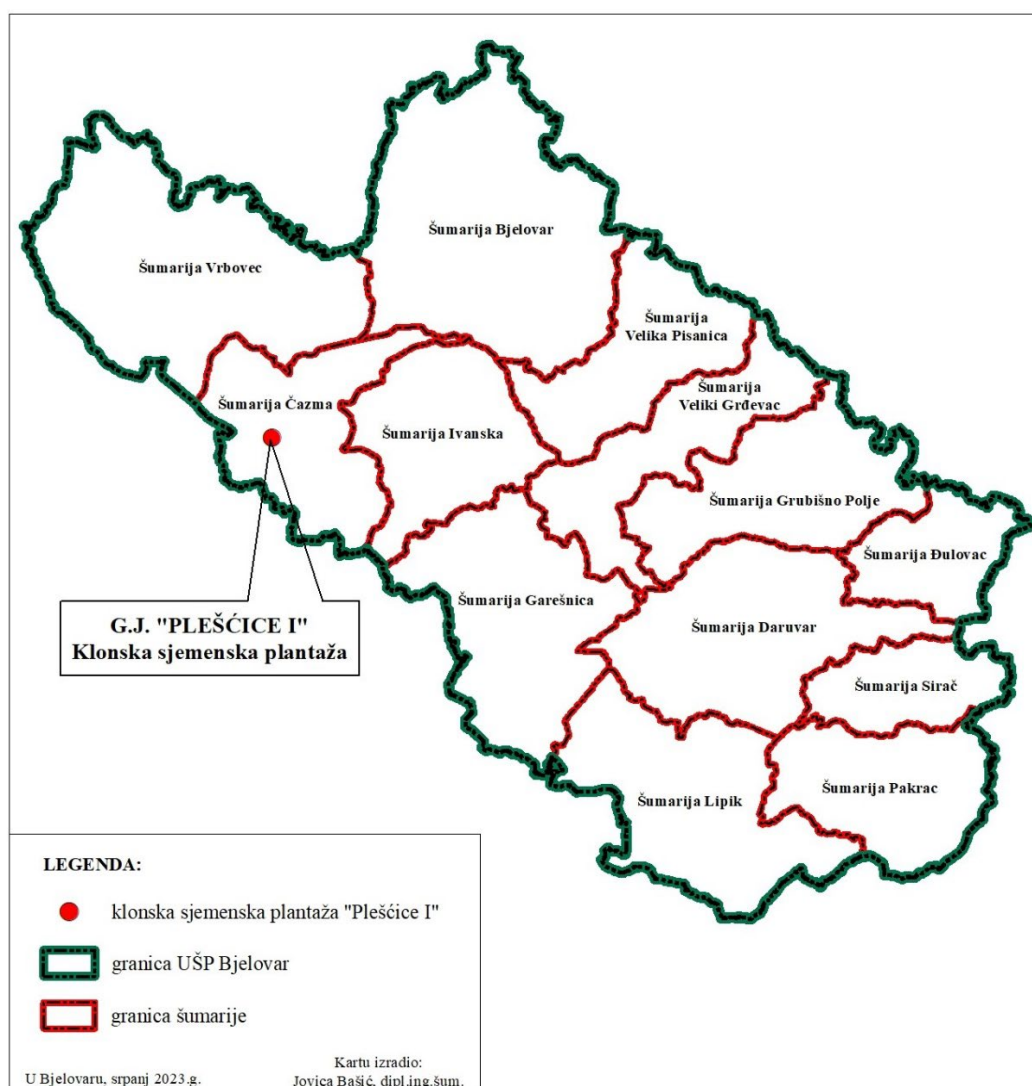 Šumarija Bjelovar
Šumarija Vrbovec
Šumarija
Velika Pisanica
Šumarija
Veliki Grđevac
Šumarija Čazma
Šumarija Ivanska
Šumarija Grubišno Polje
Šumarija Đulovac
Šumarija Garešnica
Šumarija Daruvar
G.J. "PLEŠĆICE I"
Klonska sjemenska plantaža
Šumarija Sirač
Šumarija Lipik
Šumarija Pakrac
LEGENDA:
klonska sjemenska plantaža "Plešćice I"
granica UŠP Bjelovar
granica šumarije
U Bjelovaru, srpanj 2023.g.
Kartu izradio:
Jovica Bašić, dipl.ing.šum.